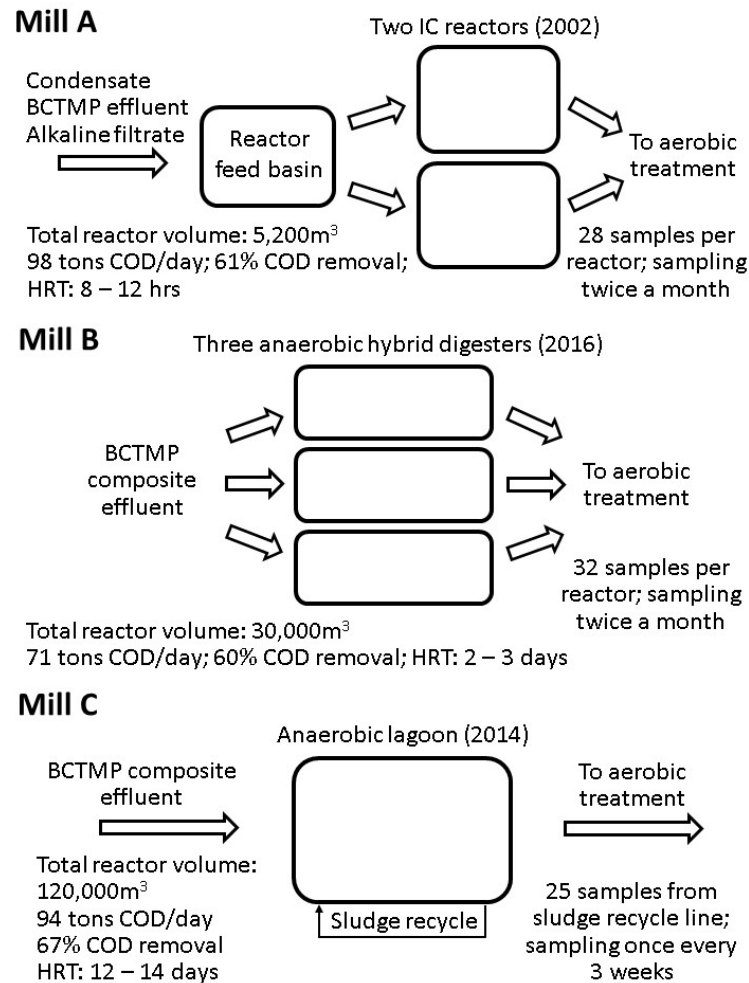 Mill A
Two IC reactors (2002)
Condensate
BCTMP effluent
Alkaline filtrate
Reactor
feed basin
To aerobic
treatment
Total reactor volume: 5,200m³
98 tons COD/day; 61% COD removal;
HRT: 8 – 12 hrs
28 samples per
reactor; sampling
twice a month
Mill B
Three anaerobic hybrid digesters (2016)
BCTMP
composite
effluent
To aerobic
treatment
32 samples per
reactor; sampling
twice a month
Total reactor volume: 30,000m³
71 tons COD/day; 60% COD removal; HRT: 2 – 3 days
Mill C
Anaerobic lagoon (2014)
BCTMP composite
effluent
To aerobic
treatment
Total reactor volume:
120,000m³
94 tons COD/day
67% COD removal
HRT: 12 – 14 days
Sludge recycle
25 samples from
sludge recycle line;
sampling once every
3 weeks